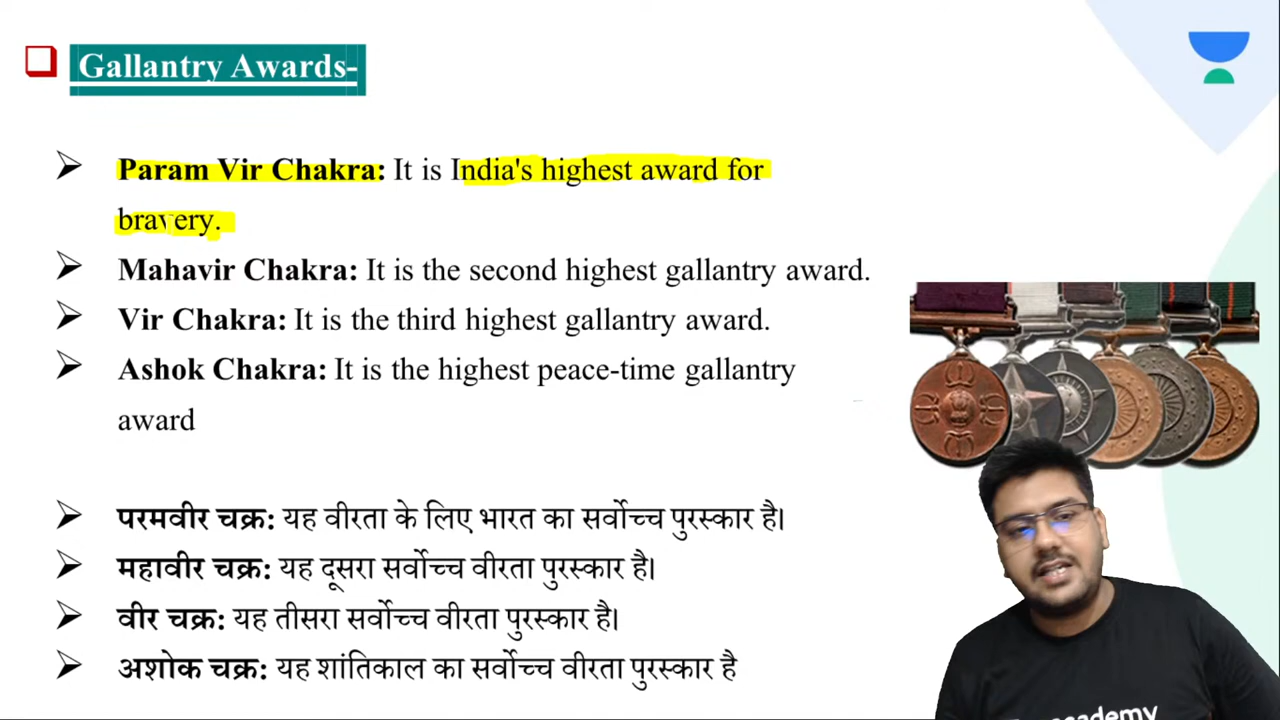 Gallantry Awards-
Param Vir Chakra: It is India's highest award for
bravery.
Mahavir Chakra: It is the second highest gallantry award.
Vir Chakra: It is the third highest gallantry award.
Ashok Chakra: It is the highest peace-time gallantry
award
परमवीर चक्र: यह वीरता के लिए भारत का सर्वोच्च पुरस्कार है।
महावीर चक्र: यह दूसरा सर्वोच्च वीरता पुरस्कार है।
वीर चक्र: यह तीसरा सर्वोच्च वीरता पुरस्कार है।
अशोक चक्र: यह शांतिकाल का सर्वोच्च वीरता पुरस्कार है